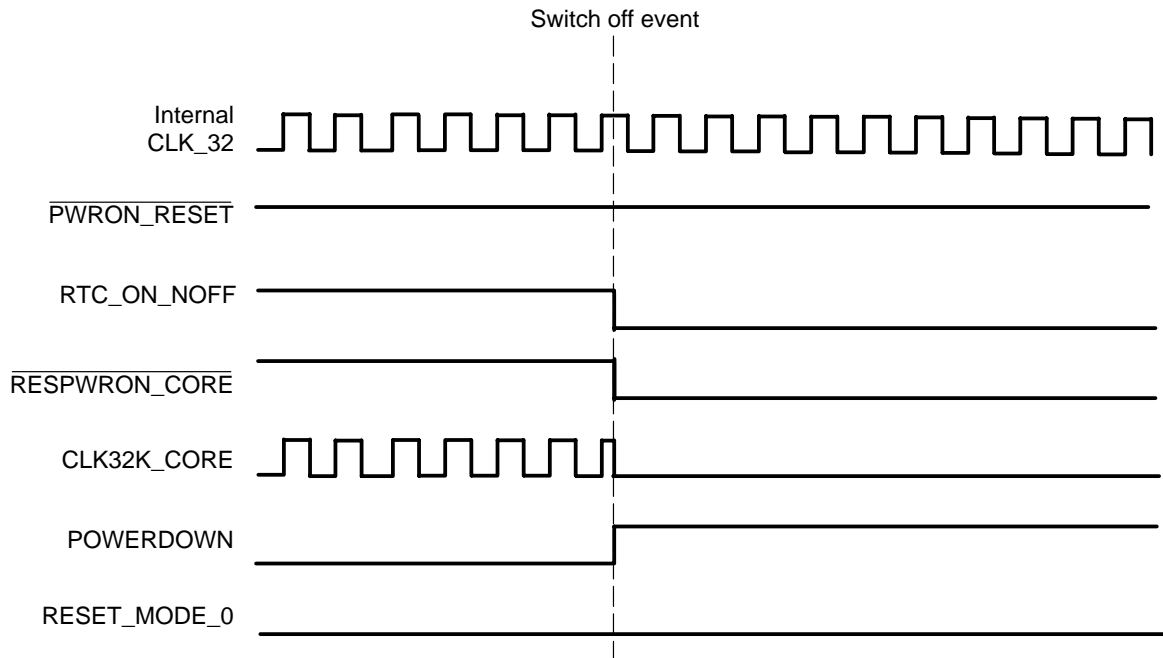 Switch off event
Internal
CLK_32
PWRON_RESET
RTC_ON_NOFF
RESPWRON_CORE
CLK32K_CORE
POWERDOWN
RESET_MODE_0